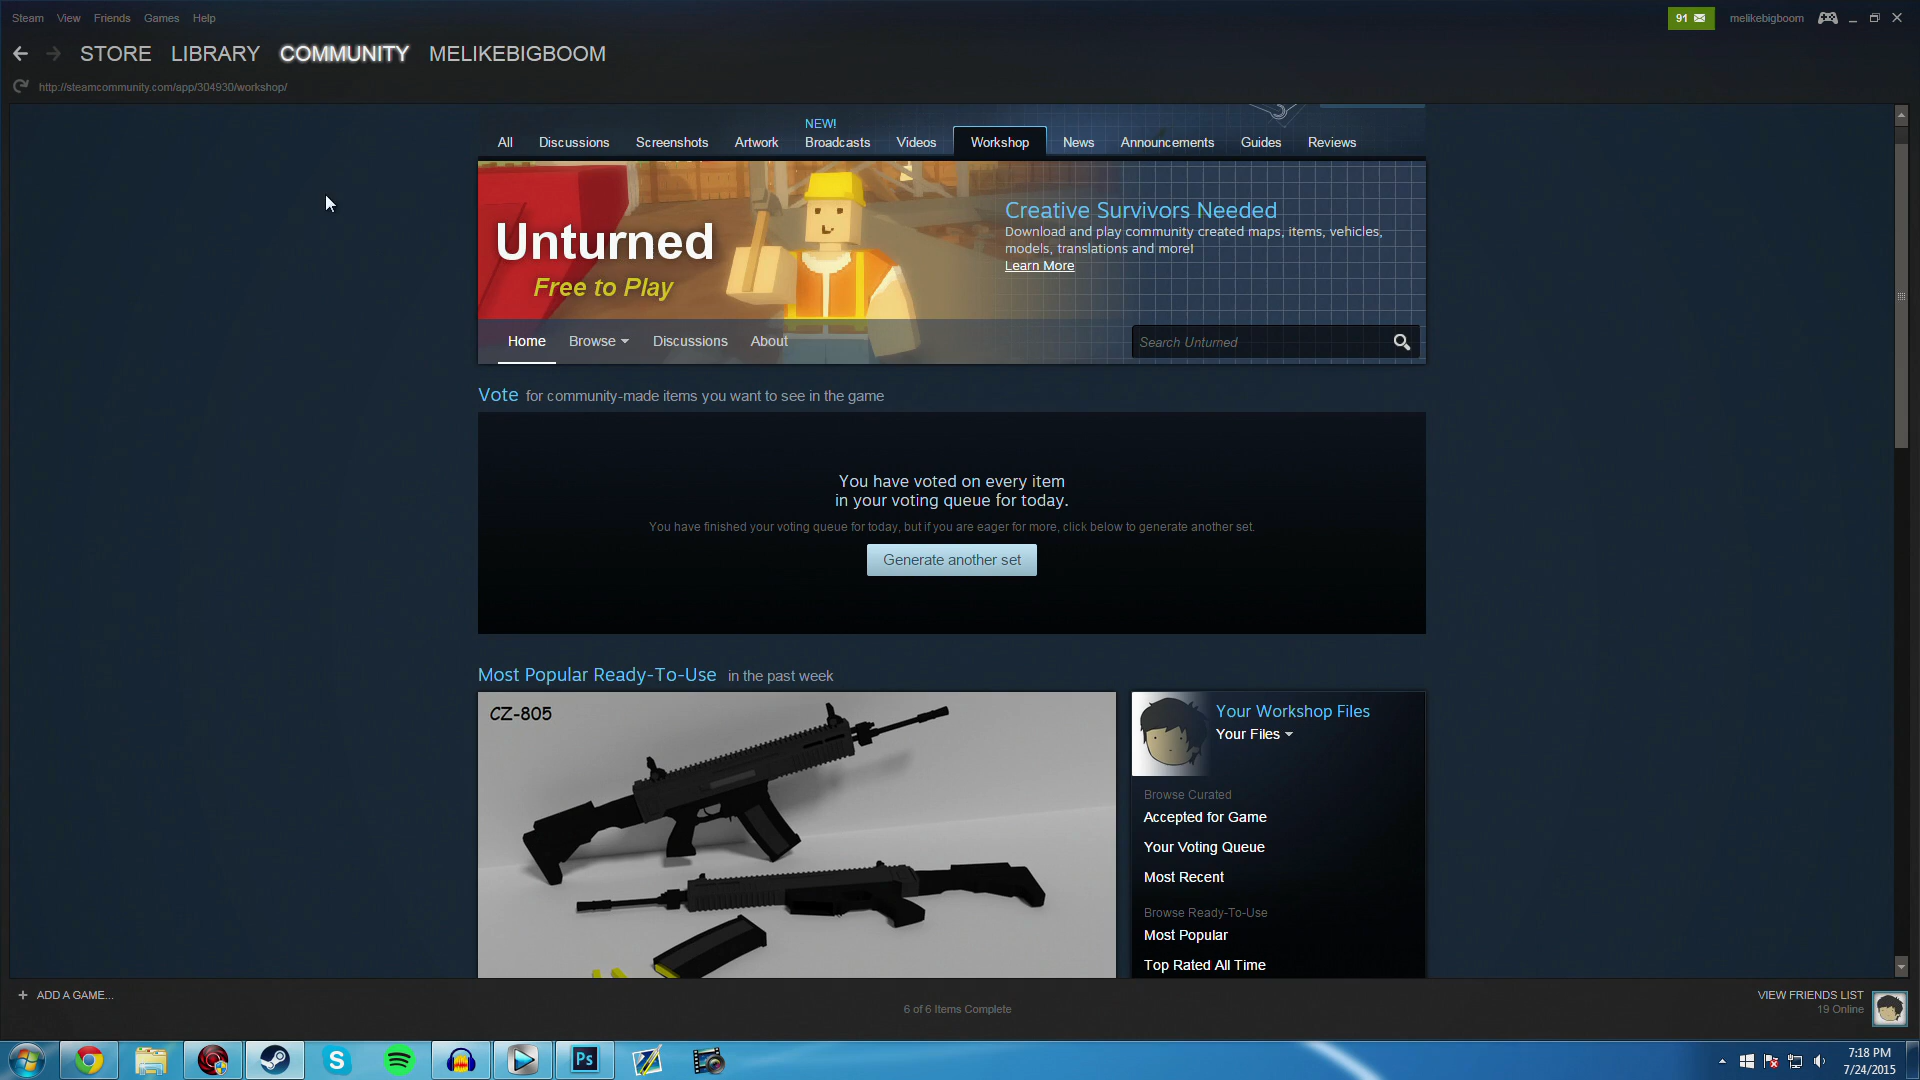 Steam View Friends Games Help
91 melikebigboom
STORE LIBRARY COMMUNITY MELIKEBIGBOOM
http://steamcommunity.com/app/304930/workshop/
NEW!
All Discussions Screenshots Artwork Broadcasts Videos Workshop News Announcements Guides Reviews
Unturned
Free to Play
Creative Survivors Needed
Download and play community created maps, items, vehicles,
models, translations and more!
Learn More
Home Browse Discussions About
Search Unturned
Vote for community-made items you want to see in the game
You have voted on every item
in your voting queue for today.
You have finished your voting queue for today, but if you are eager for more, click below to generate another set.
Generate another set
Most Popular Ready-To-Use in the past week
CZ-805
Your Workshop Files
Your Files
Browse Curated
Accepted for Game
Your Voting Queue
Most Recent
Browse Ready-To-Use
Most Popular
Top Rated All Time
+ ADD A GAME...
6 of 6 Items Complete
VIEW FRIENDS LIST
19 Online
S
Ps
7:18 PM
7/24/2015